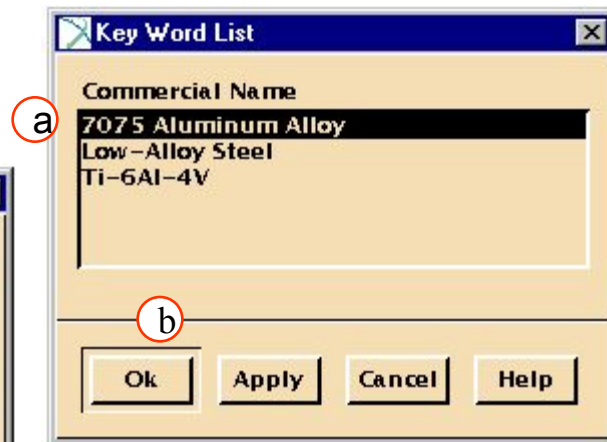 Key Word List
Commercial Name
a
7075 Aluminum Alloy
Low-Alloy Steel
Ti-6Al-4V
b
Ok Apply Cancel Help